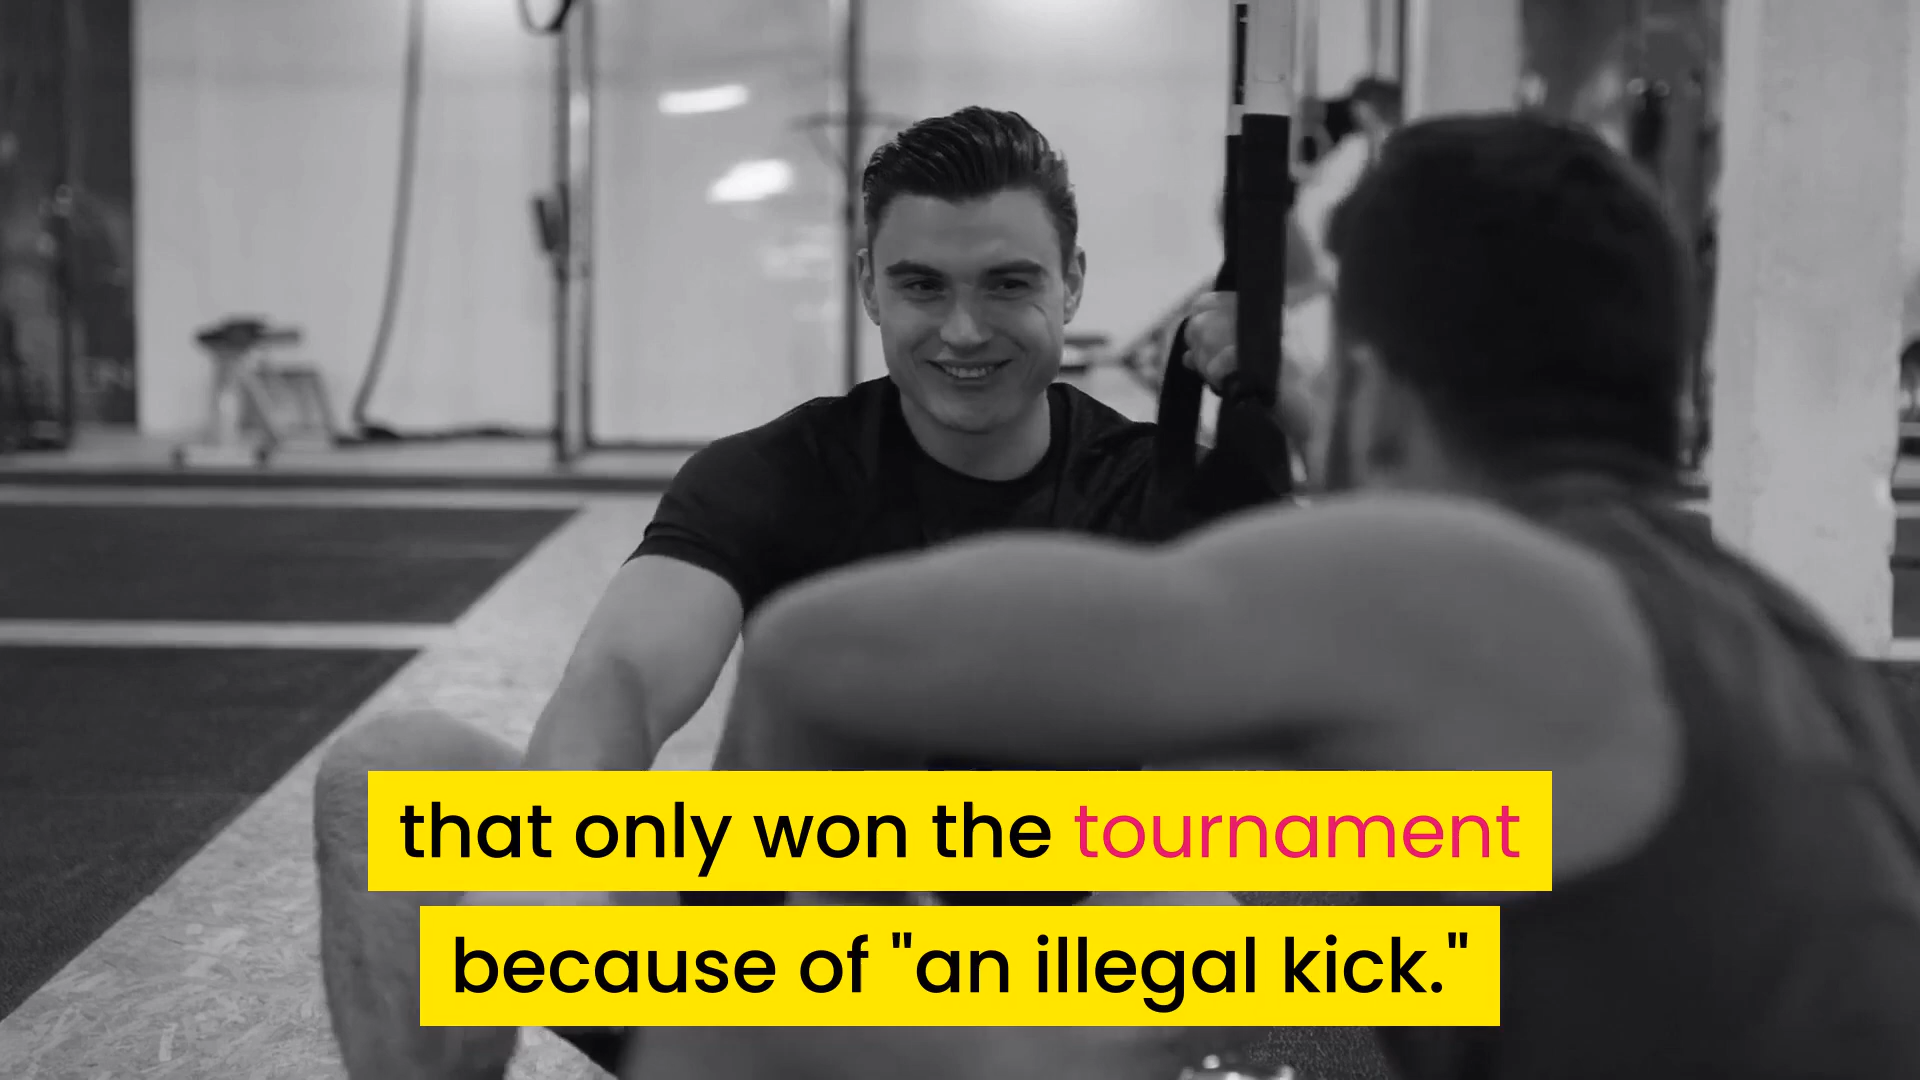 that only won the tournament
because of "an illegal kick."